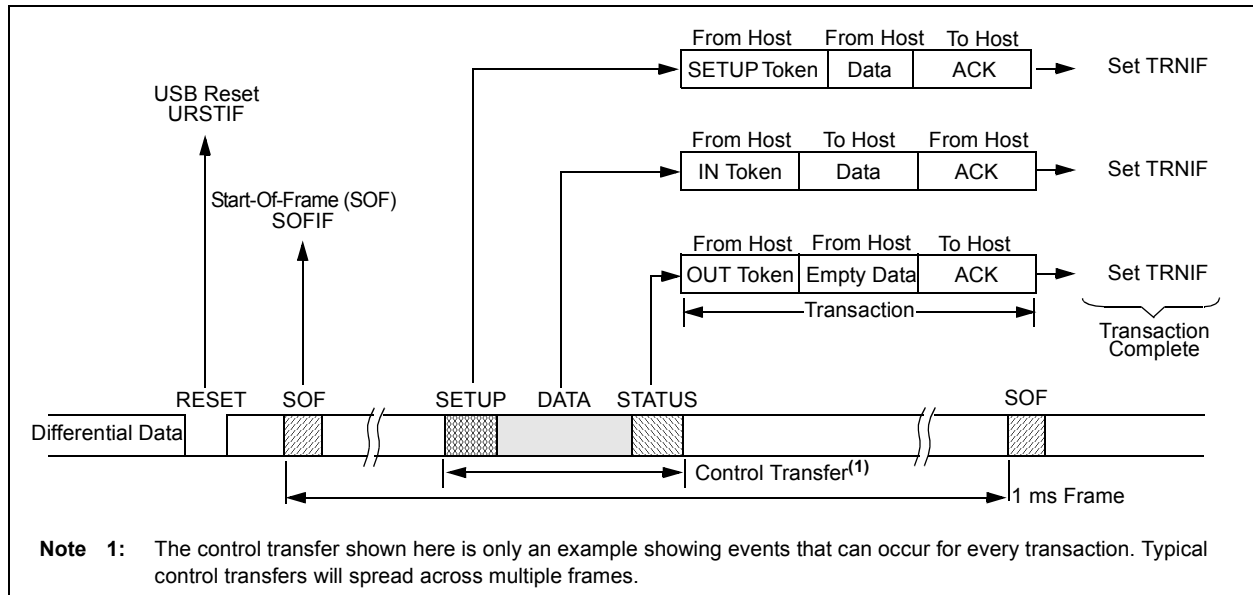 From Host From Host To Host
SETUP Token Data ACK Set TRNIF
USB Reset
URSTIF
From Host To Host From Host
IN Token Data ACK Set TRNIF
Start-Of-Frame (SOF)
SOFIF
From Host From Host To Host
OUT Token Empty Data ACK Set TRNIF
Transaction
Transaction
Complete
RESET SOF SETUP DATA STATUS SOF
Differential Data
Control Transfer(1)
1 ms Frame
Note 1: The control transfer shown here is only an example showing events that can occur for every transaction. Typical
control transfers will spread across multiple frames.